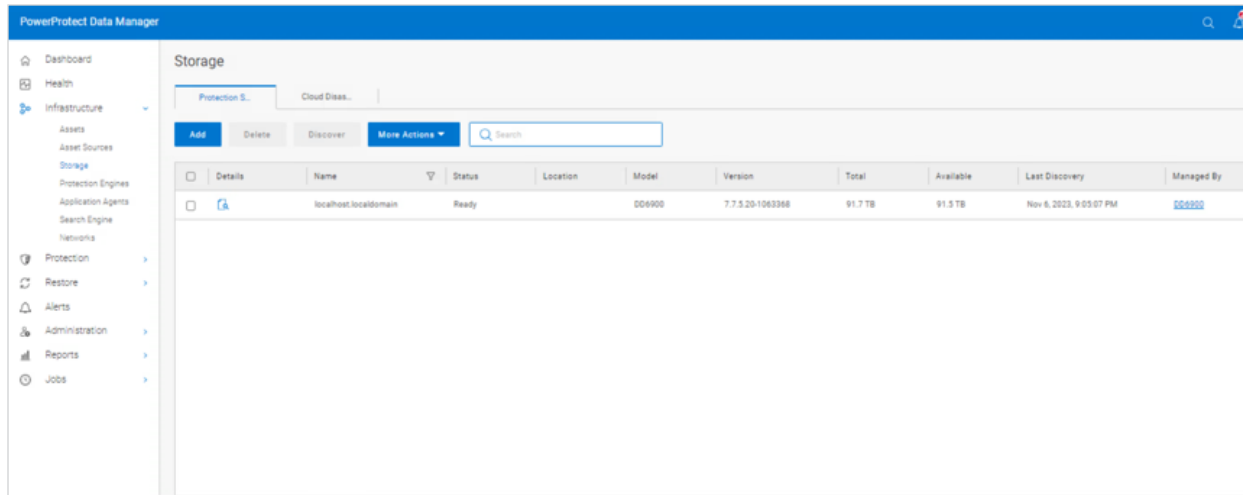 PowerProtect Data Manager
Dashboard
Health
Infrastructure
Assets
Asset Sources
Storage
Protection Engines
Application Agents
Search Engine
Networks
Protection
Restore
Alerts
Administration
Reports
Jobs
Storage
Protection S... Cloud Disas...
Add Delete Discover More Actions Search
Details Name Status Location Model Version Total Available Last Discovery Managed By
localhost.localdomain Ready DD6900 7.7.5.20-1063368 91.7 TB 91.5 TB Nov 6, 2023, 9:05:07 PM DD6900